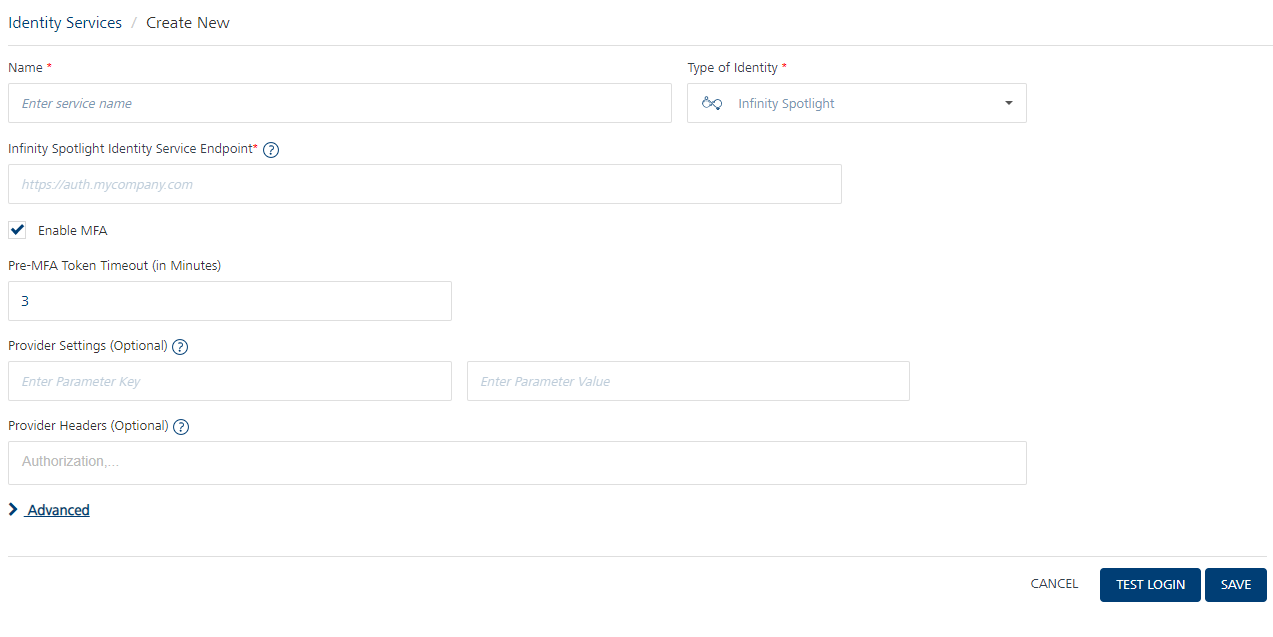 Identity Services / Create New
Name *
Type of Identity *
Enter service name
Infinity Spotlight
Infinity Spotlight Identity Service Endpoint* ?
https://auth.mycompany.com
Enable MFA
Pre-MFA Token Timeout (in Minutes)
3
Provider Settings (Optional) ?
Enter Parameter Key
Enter Parameter Value
Provider Headers (Optional) ?
Authorization,...
Advanced
CANCEL
TEST LOGIN
SAVE